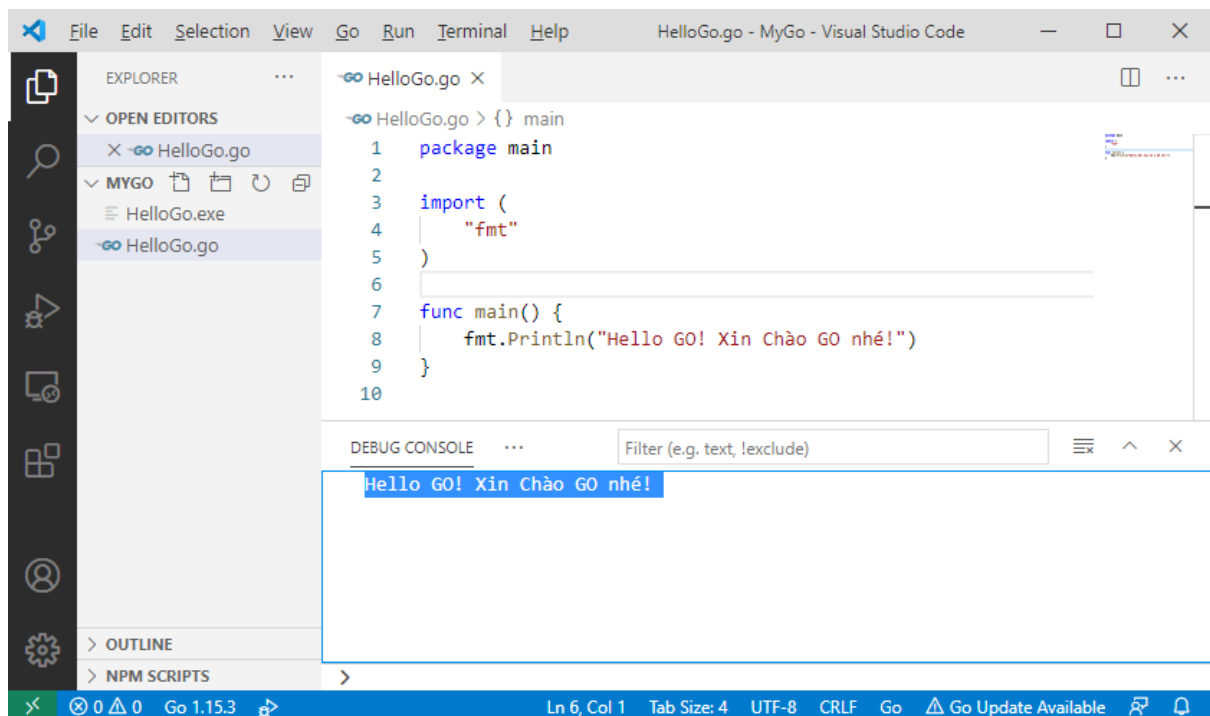 File Edit Selection View Go Run Terminal Help HelloGo.go - MyGo - Visual Studio Code
EXPLORER
OPEN EDITORS
GO HelloGo.go
MYGO
HelloGo.exe
GO HelloGo.go
OUTLINE
NPM SCRIPTS
GO HelloGo.go
GO HelloGo.go > {} main
1 package main
2
3 import (
4 "fmt"
5 )
6
7 func main() {
8 fmt.Println("Hello GO! Xin Chào GO nhé!")
9 }
10
DEBUG CONSOLE ... Filter (e.g. text, !exclude)
Hello GO! Xin Chào GO nhé!
>
0 0 Go 1.15.3 Ln 6, Col 1 Tab Size: 4 UTF-8 CRLF Go Go Update Available